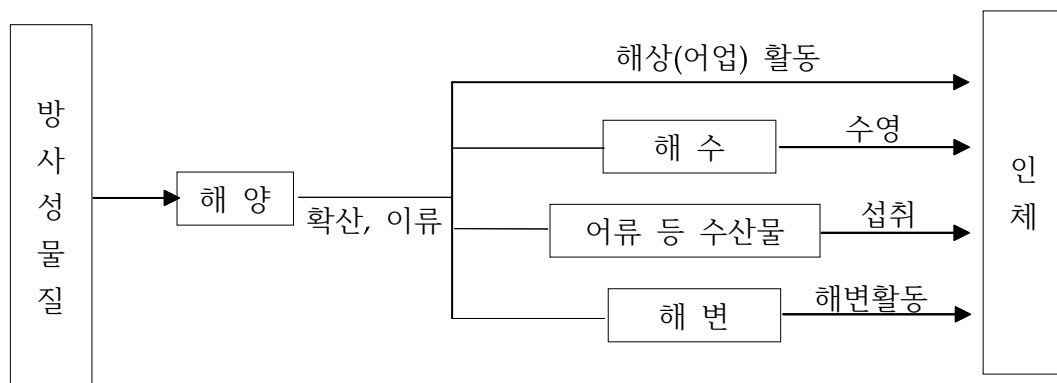 방사성물질
해 양
확산, 이류
해상(어업) 활동
해 수
수영
어류 등 수산물
섭취
해 변
해변활동
인체